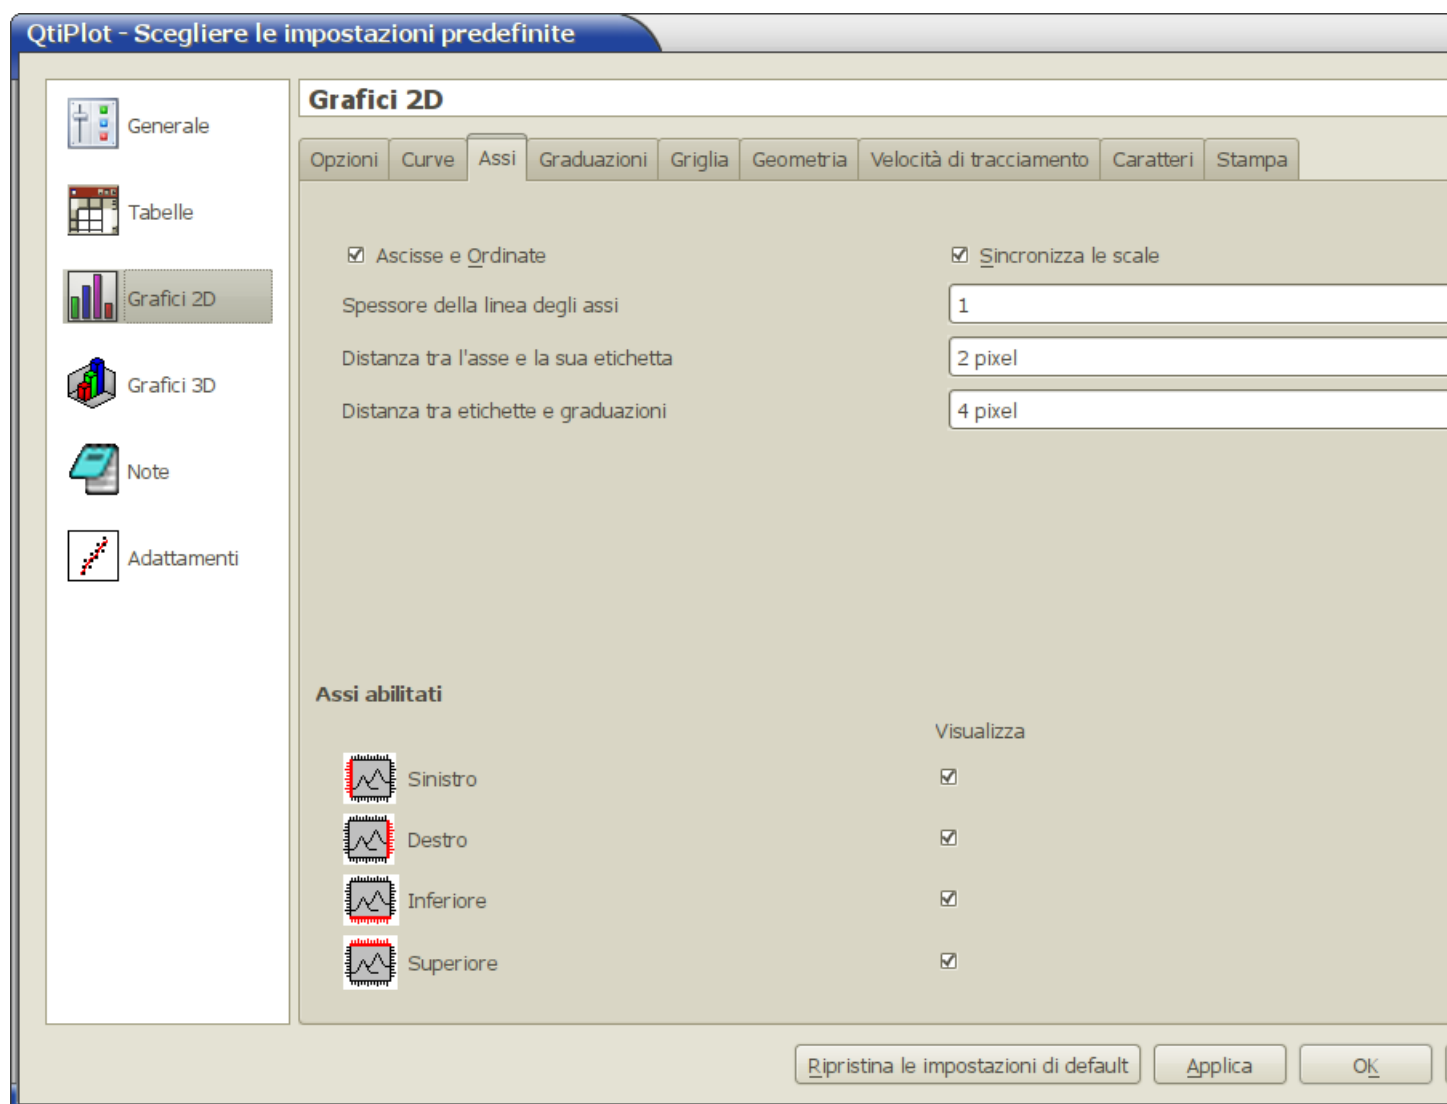 QtiPlot - Scegliere le impostazioni predefinite
Generale
Tabelle
Grafici 2D
Grafici 3D
Note
Adattamenti
Grafici 2D
Opzioni Curve Assi Graduazioni Griglia Geometria Velocità di tracciamento Caratteri Stampa
Ascisse e Ordinate Sincronizza le scale
Spessore della linea degli assi 1
Distanza tra l'asse e la sua etichetta 2 pixel
Distanza tra etichette e graduazioni 4 pixel
Assi abilitati
Visualizza
Sinistro
Destro
Inferiore
Superiore
Ripristina le impostazioni di default Applica OK